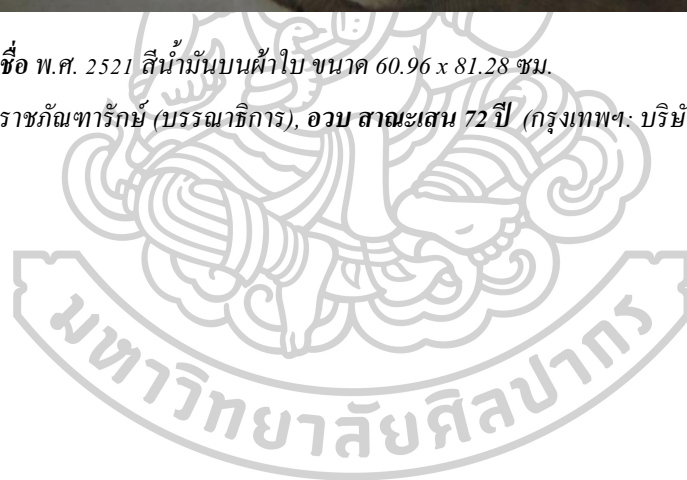 ชื่อ พ.ศ. 2521 สีน้ำมันบนผ้าใบ ขนาด 60.96 x 81.28 ซม.
ราชภัณฑารักษ์ (บรรณาธิการ), อวบ สาณะเสน 72 ปี (กรุงเทพฯ: บริษั
มหาวิทยาลัยศิลปากร